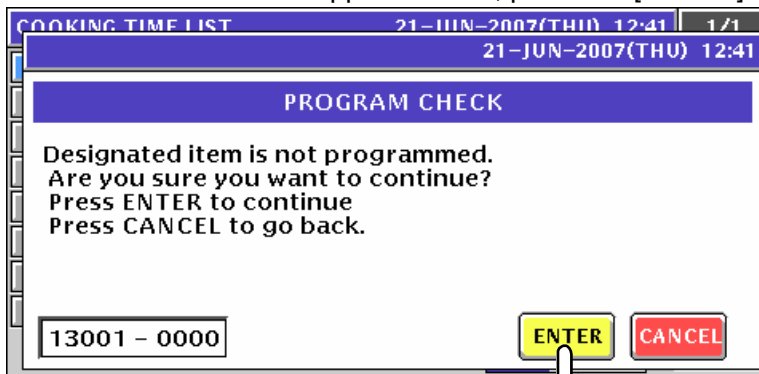 COOKING TIME LIST 21-JUN-2007(THU) 12:41 1/1
21-JUN-2007(THU) 12:41
PROGRAM CHECK
Designated item is not programmed.
Are you sure you want to continue?
Press ENTER to continue
Press CANCEL to go back.
13001 - 0000 ENTER CANCEL